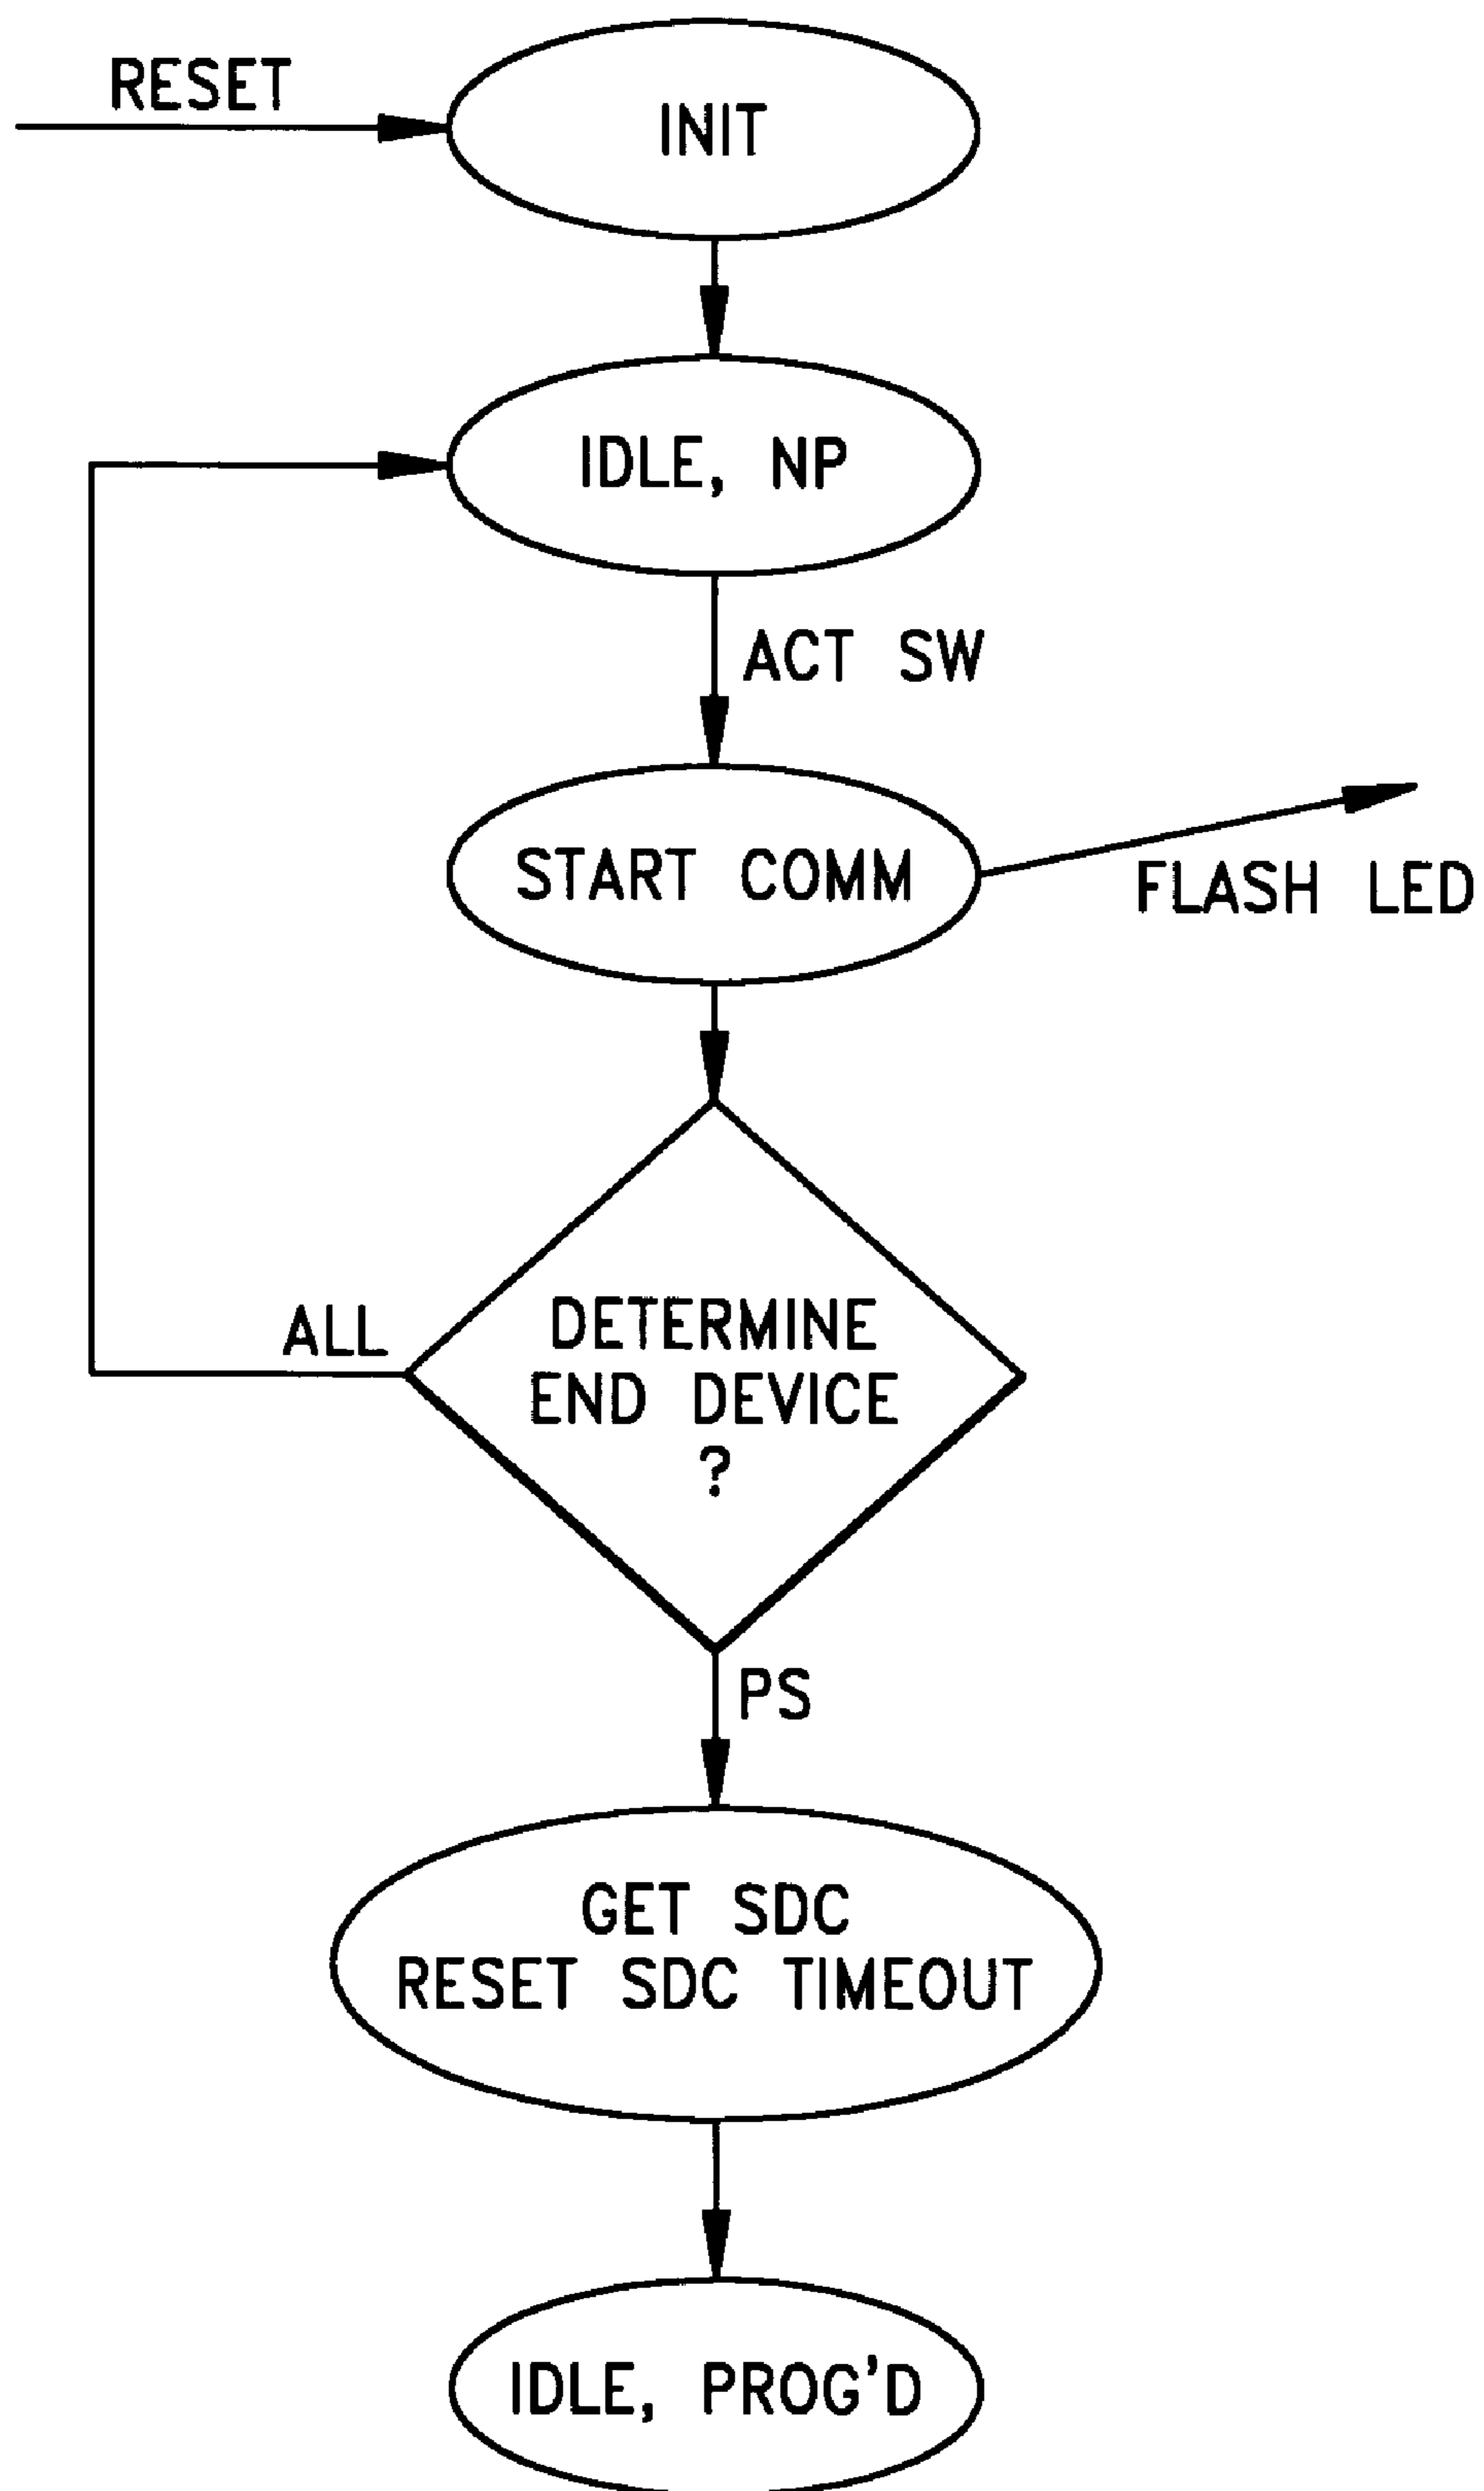 RESET
INIT
IDLE, NP
ACT SW
START COMM
FLASH LED
ALL
DETERMINE
END DEVICE
?
PS
GET SDC
RESET SDC TIMEOUT
IDLE, PROG'D